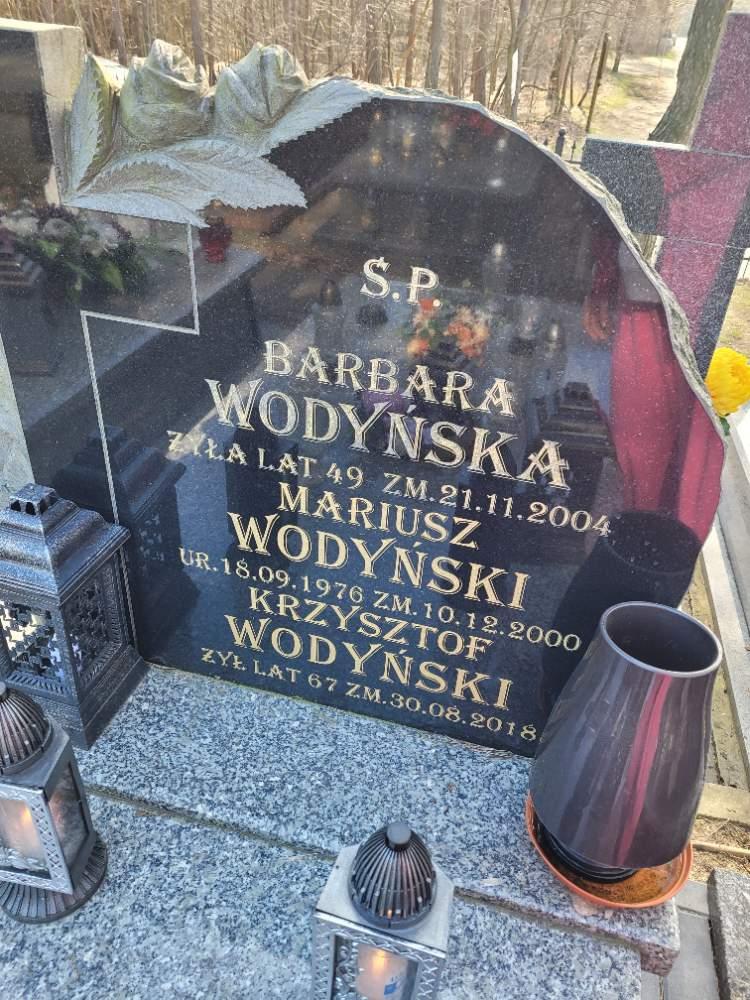 Ś.P.
BARBARA
WODYŃSKA
ŻYŁA LAT 49 ZM.21.11.2004
MARIUSZ
WODYŃSKI
UR.18.09.1976 ZM.10.12.2000
KRZYSZTOF
WODYŃSKI
ŻYŁ LAT 67 ZM.30.08.2018